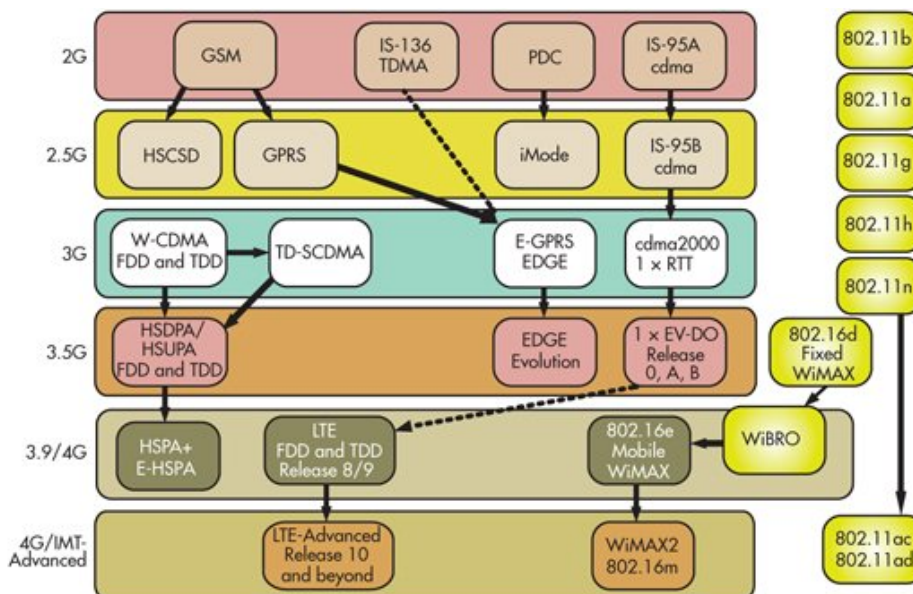 2G
GSM
IS-136
TDMA
PDC
IS-95A
cdma
802.11b
802.11a
2.5G
HSCSD
GPRS
iMode
IS-95B
cdma
802.11g
802.11h
3G
W-CDMA
FDD and TDD
TD-SCDMA
E-GPRS
EDGE
cdma2000
1 × RTT
802.11n
3.5G
HSDPA/
HSUPA
FDD and TDD
EDGE
Evolution
1 × EV-DO
Release
0, A, B
802.16d
Fixed
WiMAX
3.9/4G
HSPA+
E-HSPA
LTE
FDD and TDD
Release 8/9
802.16e
Mobile
WiMAX
WiBRO
4G/IMT-
Advanced
LTE-Advanced
Release 10
and beyond
WiMAX2
802.16m
802.11ac
802.11ad